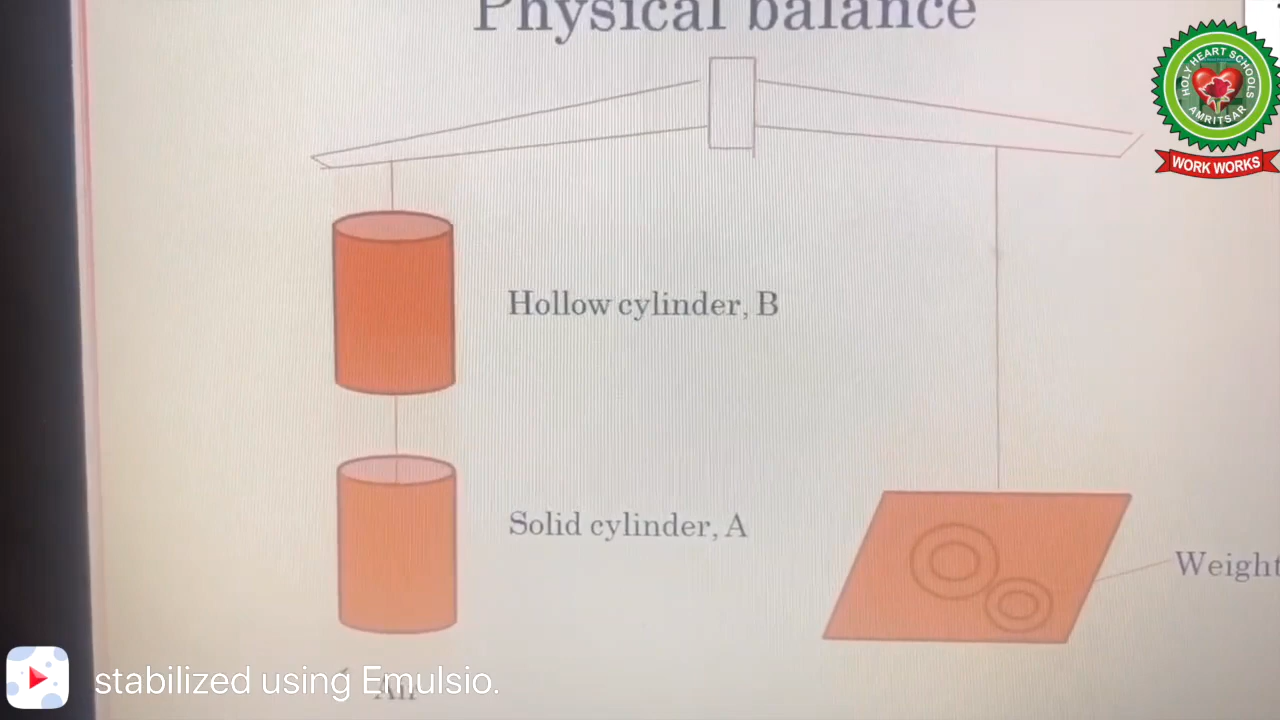 Physical balance
HOLY HEART SCHOOLS
AMRITSAR
WORK WORKS
Hollow cylinder, B
Solid cylinder, A
Weight
stabilized using Emulsio.